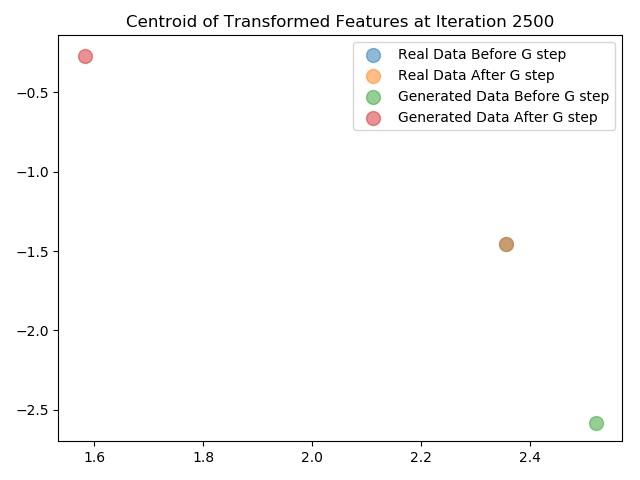 Centroid of Transformed Features at Iteration 2500
Real Data Before G step
Real Data After G step
Generated Data Before G step
Generated Data After G step
−0.5
−1.0
−1.5
−2.0
−2.5
1.6 1.8 2.0 2.2 2.4